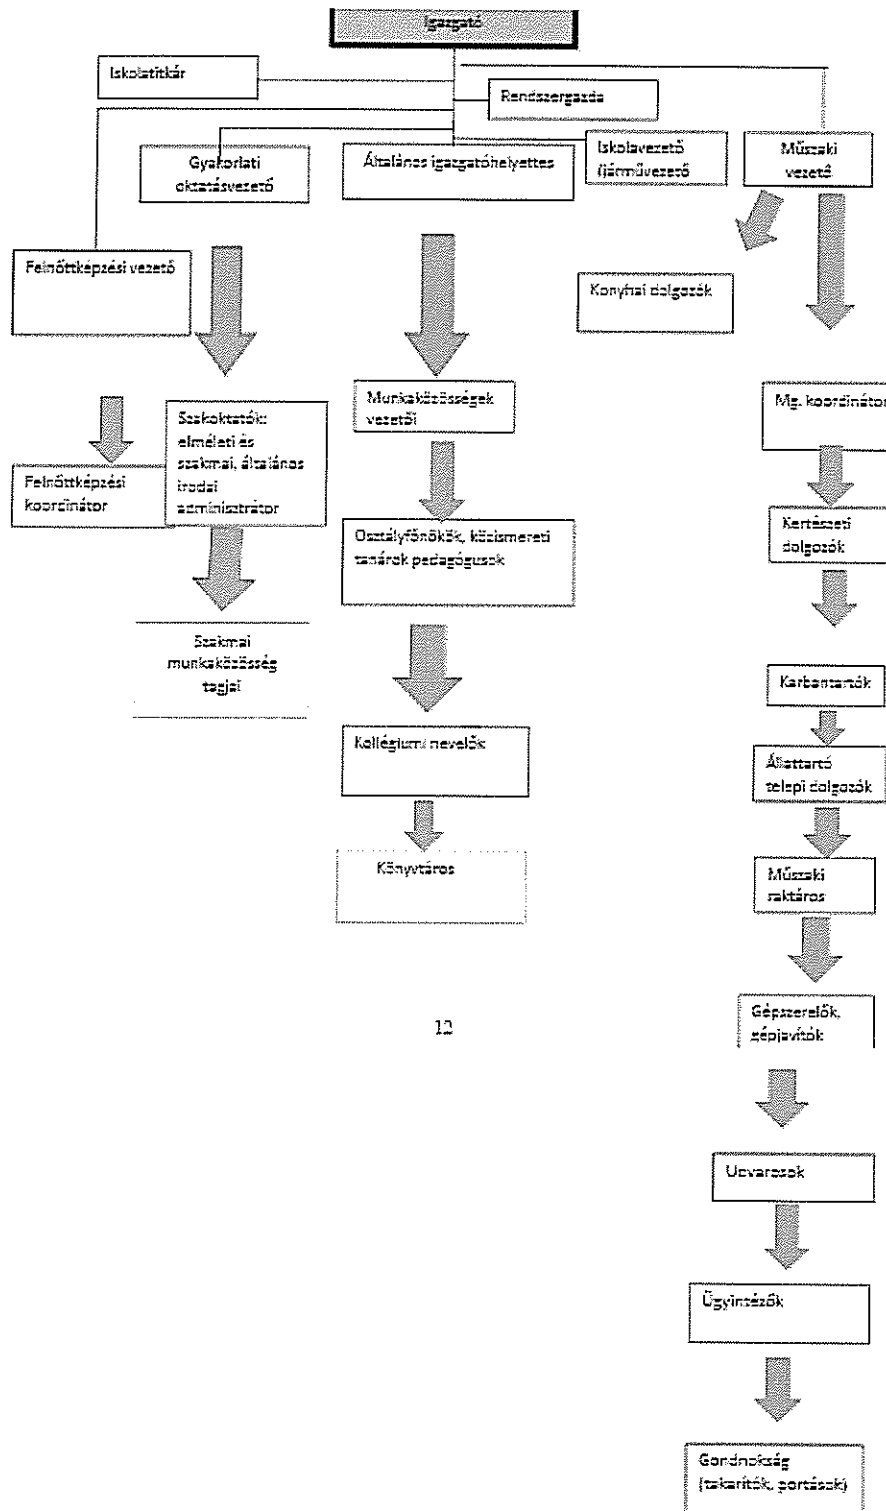 Igazgató
Iskolatitkár
Rendszergazda
Gyakorlati
oktatásvezető
Általános igazgatóhelyettes
Iskolavezető
(járművezető
Műszaki
vezető
Felnőttképzési vezető
Konyhai dolgozók
Munkaközösségek
vezetői
Mg. koordinátor
Szakoktatók:
elméleti és
szakmai, általános
irodai
adminisztrátor
Felnőttképzési
koordinátor
Kertészeti
dolgozók
Osztályfőnökök, közismereti
tanárok pedagógusok
Szakmai
munkaközösség
tagjai
Karbantartók
Kollégiumi nevelők
Állattartó
telepi dolgozók
Könyvtáros
Műszaki
raktáros
Gépszerelők,
gépjavítók
12
Udvarosok
Ügyintézők
Gondnokság
(takarítók, portások)